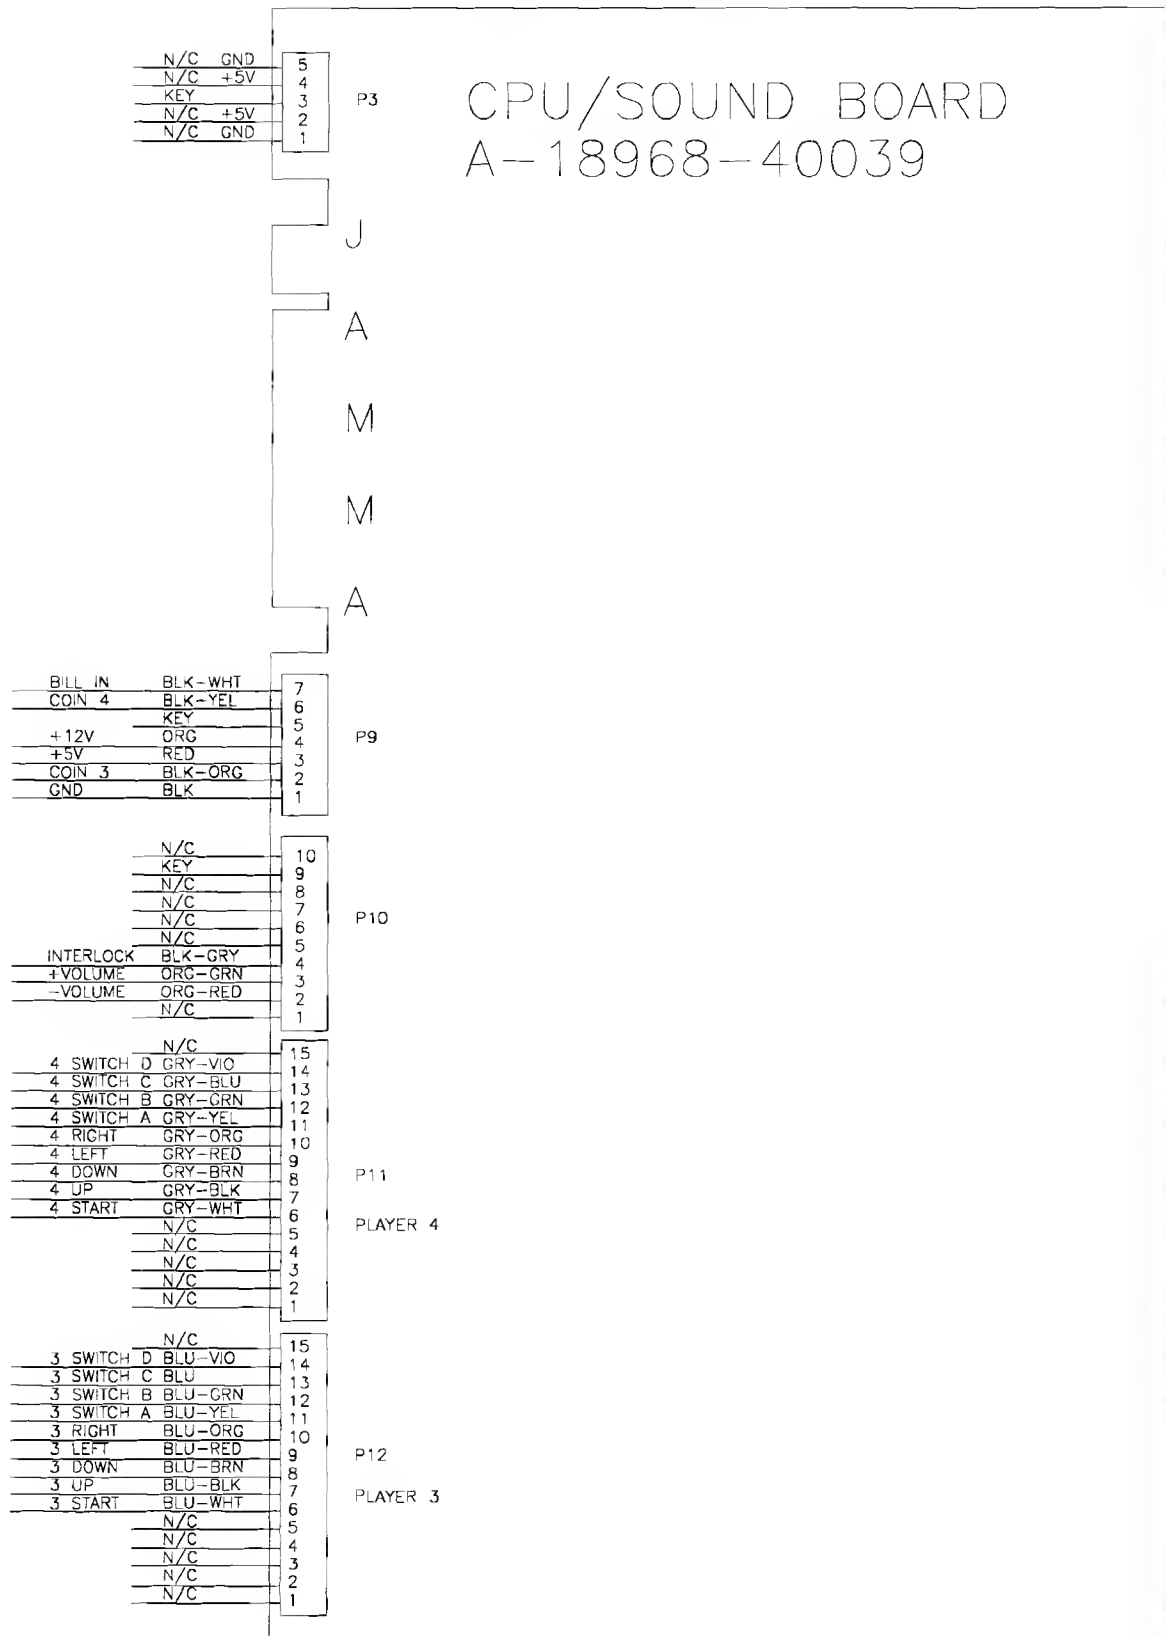 CPU/SOUND BOARD
A-18968-40039
N/C GND 5
N/C +5V 4
KEY 3
N/C +5V 2
N/C GND 1
P3
J
A
M
M
A
BILL IN BLK-WHT 7
COIN 4 BLK-YEL 6
KEY 5
+12V ORG 4
+5V RED 3
COIN 3 BLK-ORG 2
GND BLK 1
P9
N/C 10
KEY 9
N/C 8
N/C 7
N/C 6
N/C 5
INTERLOCK BLK-GRY 4
+VOLUME ORG-GRN 3
-VOLUME ORG-RED 2
N/C 1
P10
N/C 15
4 SWITCH D GRY-VIO 14
4 SWITCH C GRY-BLU 13
4 SWITCH B GRY-GRN 12
4 SWITCH A GRY-YEL 11
4 RIGHT GRY-ORG 10
4 LEFT GRY-RED 9
4 DOWN GRY-BRN 8
4 UP GRY-BLK 7
4 START GRY-WHT 6
N/C 5
N/C 4
N/C 3
N/C 2
N/C 1
P11
PLAYER 4
N/C 15
3 SWITCH D BLU-VIO 14
3 SWITCH C BLU 13
3 SWITCH B BLU-GRN 12
3 SWITCH A BLU-YEL 11
3 RIGHT BLU-ORG 10
3 LEFT BLU-RED 9
3 DOWN BLU-BRN 8
3 UP BLU-BLK 7
3 START BLU-WHT 6
N/C 5
N/C 4
N/C 3
N/C 2
N/C 1
P12
PLAYER 3